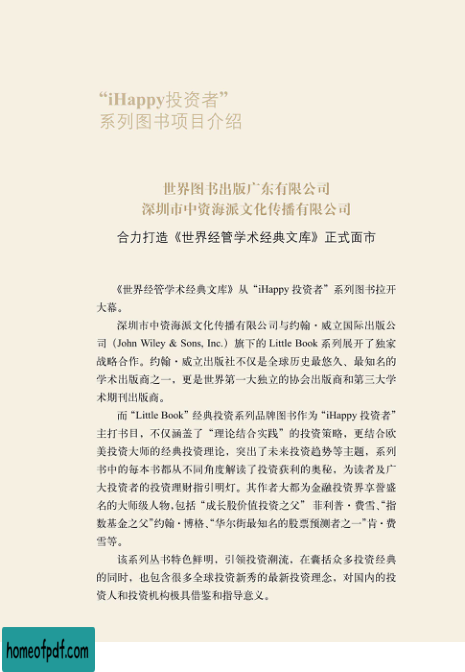 “iHappy投资者”
系列图书项目介绍
世界图书出版广东有限公司
深圳市中资海派文化传播有限公司
合力打造《世界经管学术经典文库》正式面市
《世界经管学术经典文库》从“iHappy 投资者”系列图书拉开
大幕。
深圳市中资海派文化传播有限公司与约翰·威立国际出版公
司（John Wiley & Sons, Inc.）旗下的 Little Book 系列展开了独家
战略合作。约翰·威立出版社不仅是全球历史最悠久、最知名的
学术出版商之一，更是世界第一大独立的协会出版商和第三大学
术期刊出版商。
而“Little Book”经典投资系列品牌图书作为“iHappy 投资者”
主打书目，不仅涵盖了“理论结合实践”的投资策略，更结合欧
美投资大师的经典投资理论，突出了未来投资趋势等主题，系列
书中的每本书都从不同角度解读了投资获利的奥秘，为读者及广
大投资者的投资理财指引明灯。其作者大都为金融投资界享誉盛
名的大师级人物，包括“成长股价值投资之父” 菲利普·费雪、“指
数基金之父”约翰·博格、“华尔街最知名的股票预测者之一”肯·费
雪等。
该系列丛书特色鲜明，引领投资潮流，在囊括众多投资经典
的同时，也包含很多全球投资新秀的最新投资理念，对国内的投
资人和投资机构极具借鉴和指导意义。
homeofpdf.com